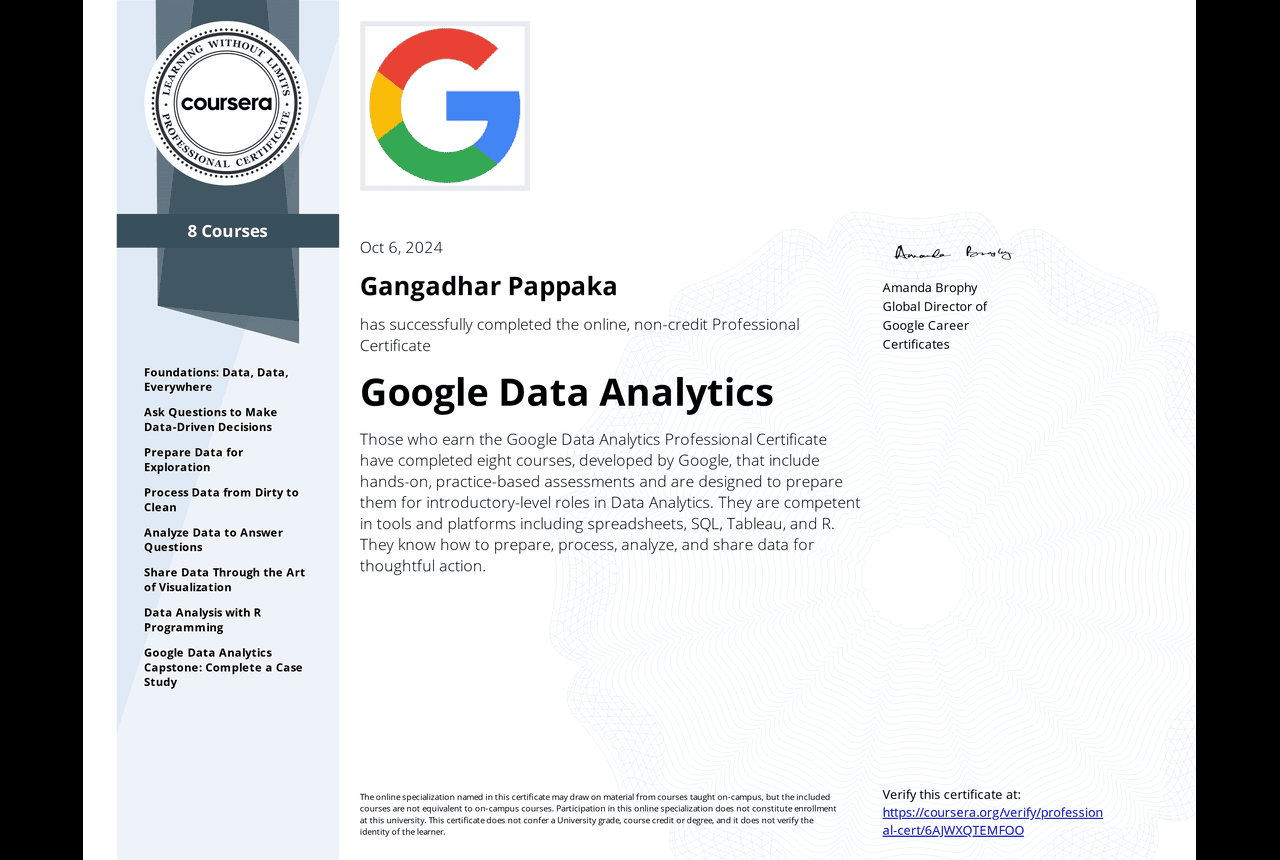 LEARNING WITHOUT LIMITS
coursera
PROFESSIONAL CERTIFICATE
8 Courses
Foundations: Data, Data,
Everywhere
Ask Questions to Make
Data-Driven Decisions
Prepare Data for
Exploration
Process Data from Dirty to
Clean
Analyze Data to Answer
Questions
Share Data Through the Art
of Visualization
Data Analysis with R
Programming
Google Data Analytics
Capstone: Complete a Case
Study
G
Oct 6, 2024
Gangadhar Pappaka
has successfully completed the online, non-credit Professional
Certificate
Google Data Analytics
Those who earn the Google Data Analytics Professional Certificate
have completed eight courses, developed by Google, that include
hands-on, practice-based assessments and are designed to prepare
them for introductory-level roles in Data Analytics. They are competent
in tools and platforms including spreadsheets, SQL, Tableau, and R.
They know how to prepare, process, analyze, and share data for
thoughtful action.
Amanda Brophy
Amanda Brophy
Global Director of
Google Career
Certificates
The online specialization named in this certificate may draw on material from courses taught on-campus, but the included
courses are not equivalent to on-campus courses. Participation in this online specialization does not constitute enrollment
at this university. This certificate does not confer a University grade, course credit or degree, and it does not verify the
identity of the learner.
Verify this certificate at:
https://coursera.org/verify/profession
al-cert/6AJWXQTEMFOO